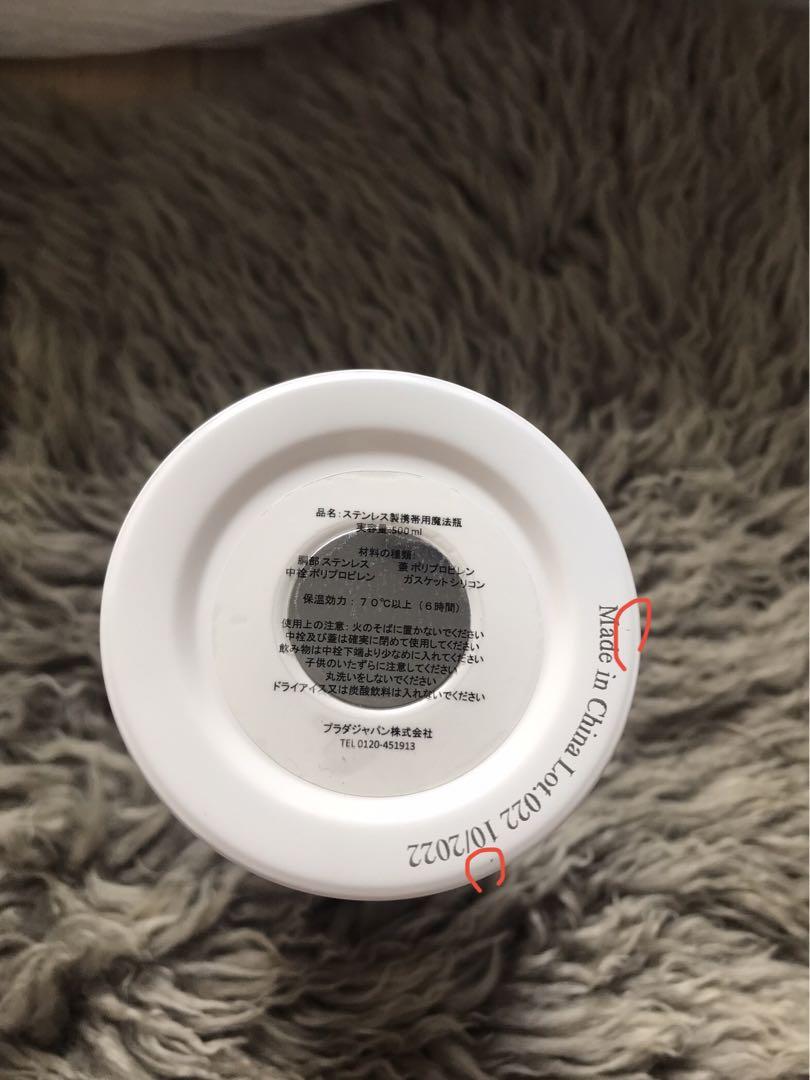 品名：ステンレス製携帯用魔法瓶
実容量:500ml
材料の種類:
胴部 ステンレス　蓋 ポリプロピレン
中栓 ポリプロピレン　ガスケット シリコン
保温効力：７０℃以上（６時間）
使用上の注意: 火のそばに置かないでください
中栓及び蓋は確実に閉めて使用してください
飲み物は中栓下端より少なめに入れてください
子供のいたずらに注意してください
丸洗いをしないでください
ドライアイス又は炭酸飲料は入れないでください
プラダジャパン株式会社
TEL 0120-451913
Made in China Lot.022 10/2022